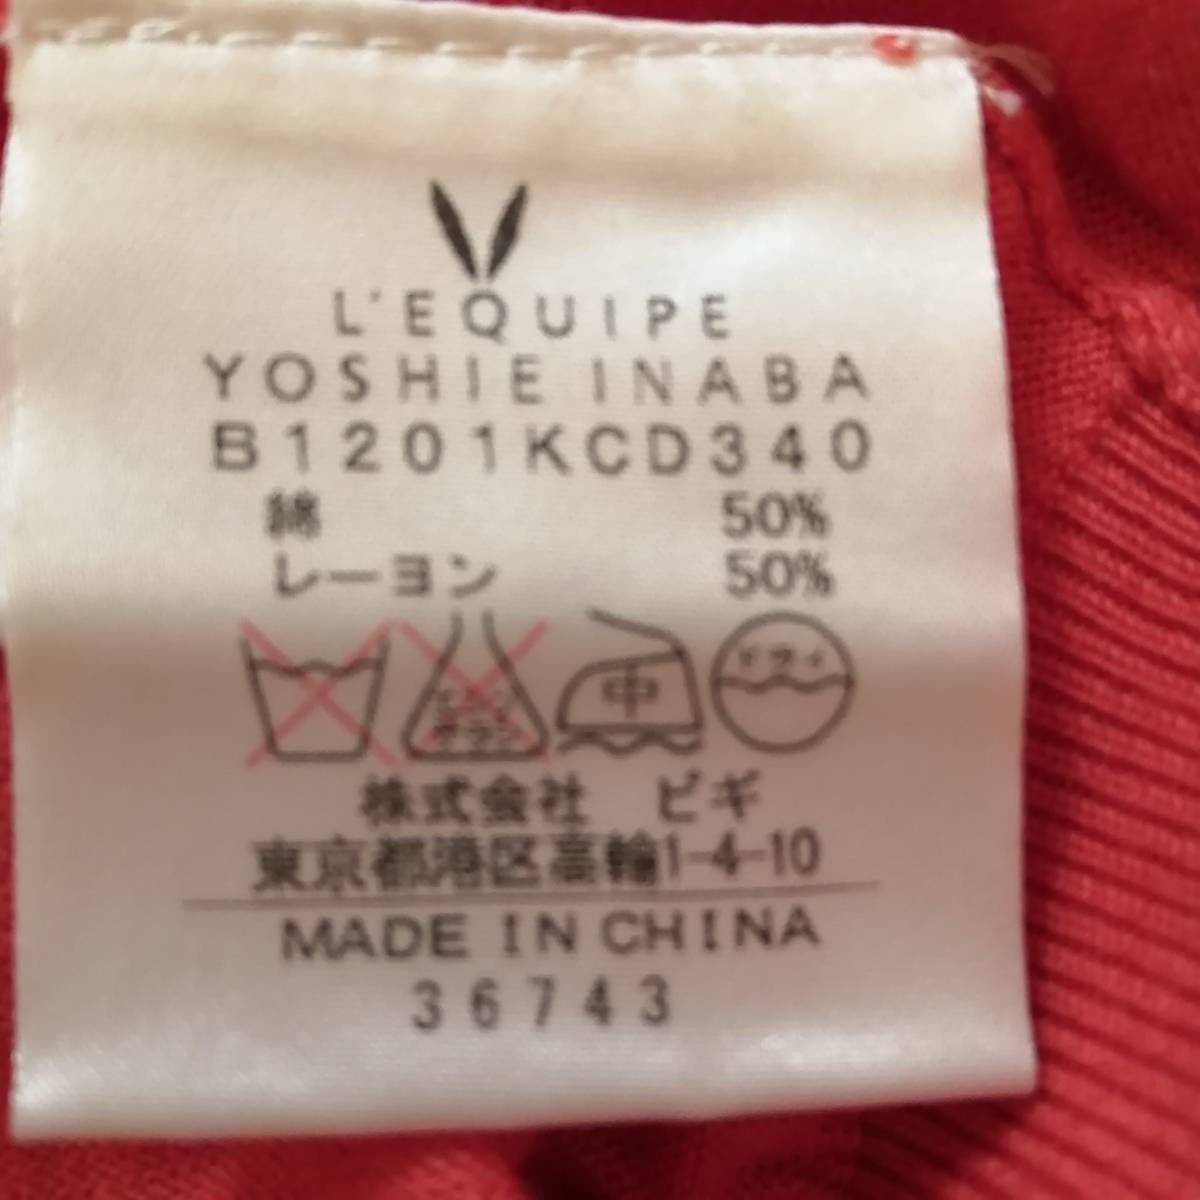 L'EQUIPE
YOSHIE INABA
B1201KCD340
綿 50%
レーヨン 50%
中 ドライ
株式会社 ビギ
東京都港区高輪1-4-10
MADE IN CHINA
36743